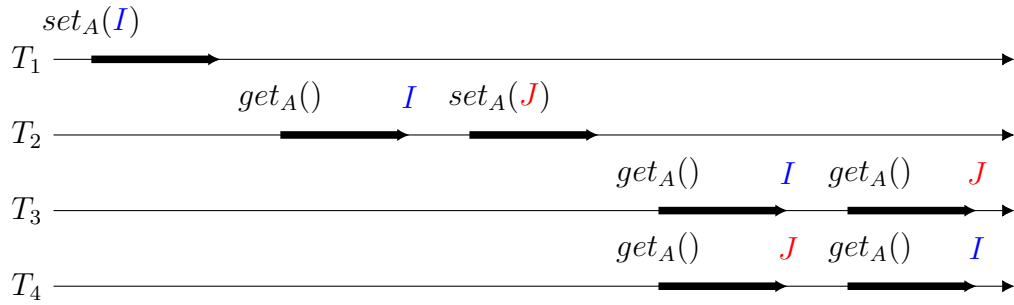 set_A(I)
T_1
get_A() I set_A(J)
T_2
get_A() I get_A() J
T_3
get_A() J get_A() I
T_4